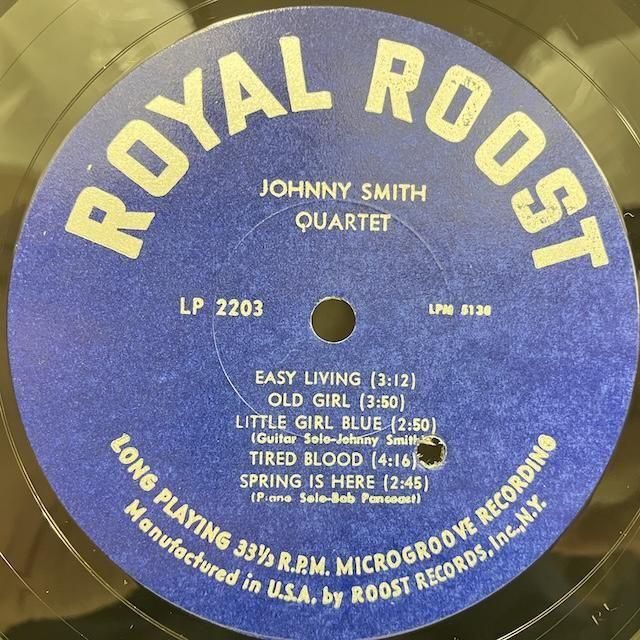 ROYAL ROOST
JOHNNY SMITH
QUARTET
LP 2203
LPM 5136
EASY LIVING (3:12)
OLD GIRL (3:50)
LITTLE GIRL BLUE (2:50)
(Guitar Solo-Johnny Smith)
TIRED BLOOD (4:16)
SPRING IS HERE (2:45)
(Piano Solo-Bob Pancoast)
LONG PLAYING 33⅓ R.P.M. MICROGROOVE RECORDING
Manufactured in U.S.A. by ROOST RECORDS, Inc., N.Y.